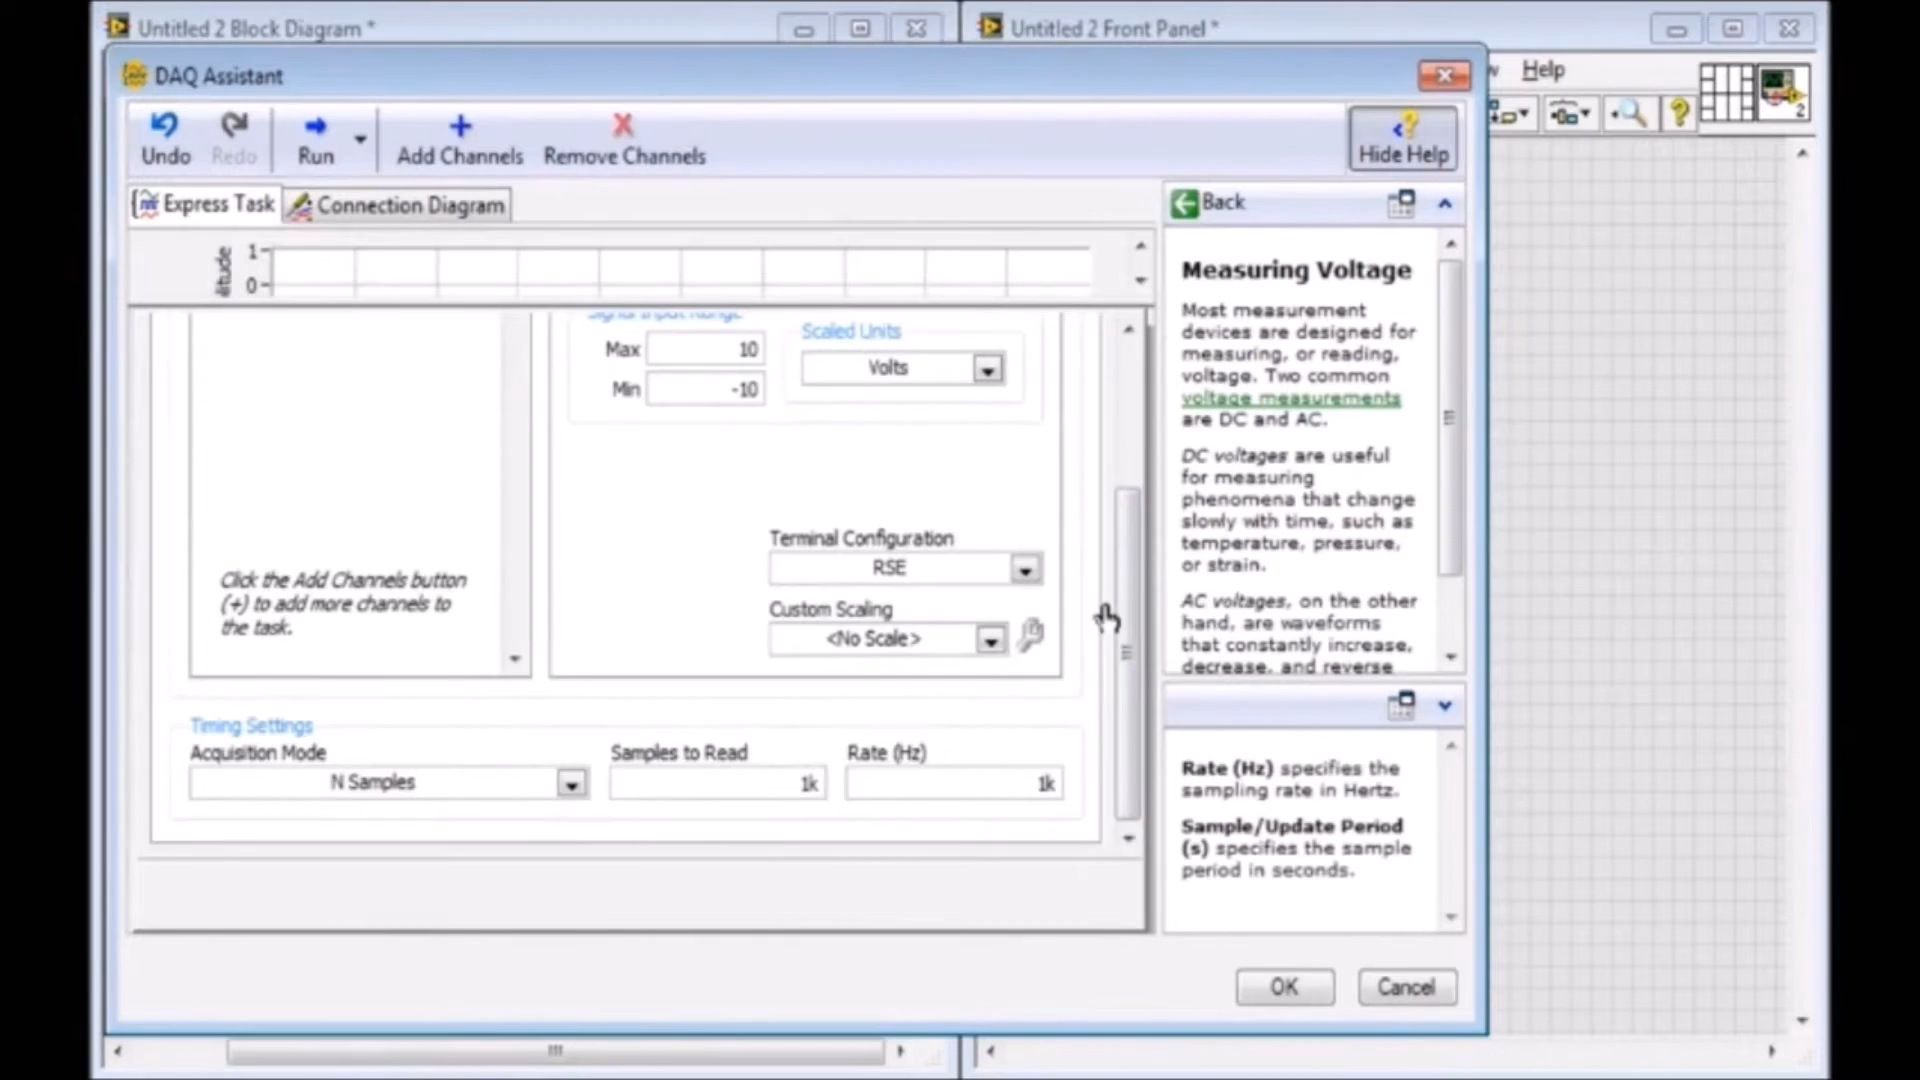 Untitled 2 Block Diagram *
Untitled 2 Front Panel *
DAQ Assistant
Help
Undo
Redo
Run
Add Channels
Remove Channels
Hide Help
2
Express Task
Connection Diagram
Back
1
0
Measuring Voltage
Most measurement
devices are designed for
measuring, or reading,
voltage. Two common
voltage measurements
are DC and AC.
DC voltages are useful
for measuring
phenomena that change
slowly with time, such as
temperature, pressure,
or strain.
AC voltages, on the other
hand, are waveforms
that constantly increase,
decrease, and reverse
Signal Input Range
Max
10
Min
-10
Scaled Units
Volts
Terminal Configuration
RSE
Custom Scaling
<No Scale>
Click the Add Channels button
(+) to add more channels to
the task.
Timing Settings
Acquisition Mode
N Samples
Samples to Read
1k
Rate (Hz)
1k
Rate (Hz) specifies the
sampling rate in Hertz.
Sample/Update Period
(s) specifies the sample
period in seconds.
OK
Cancel